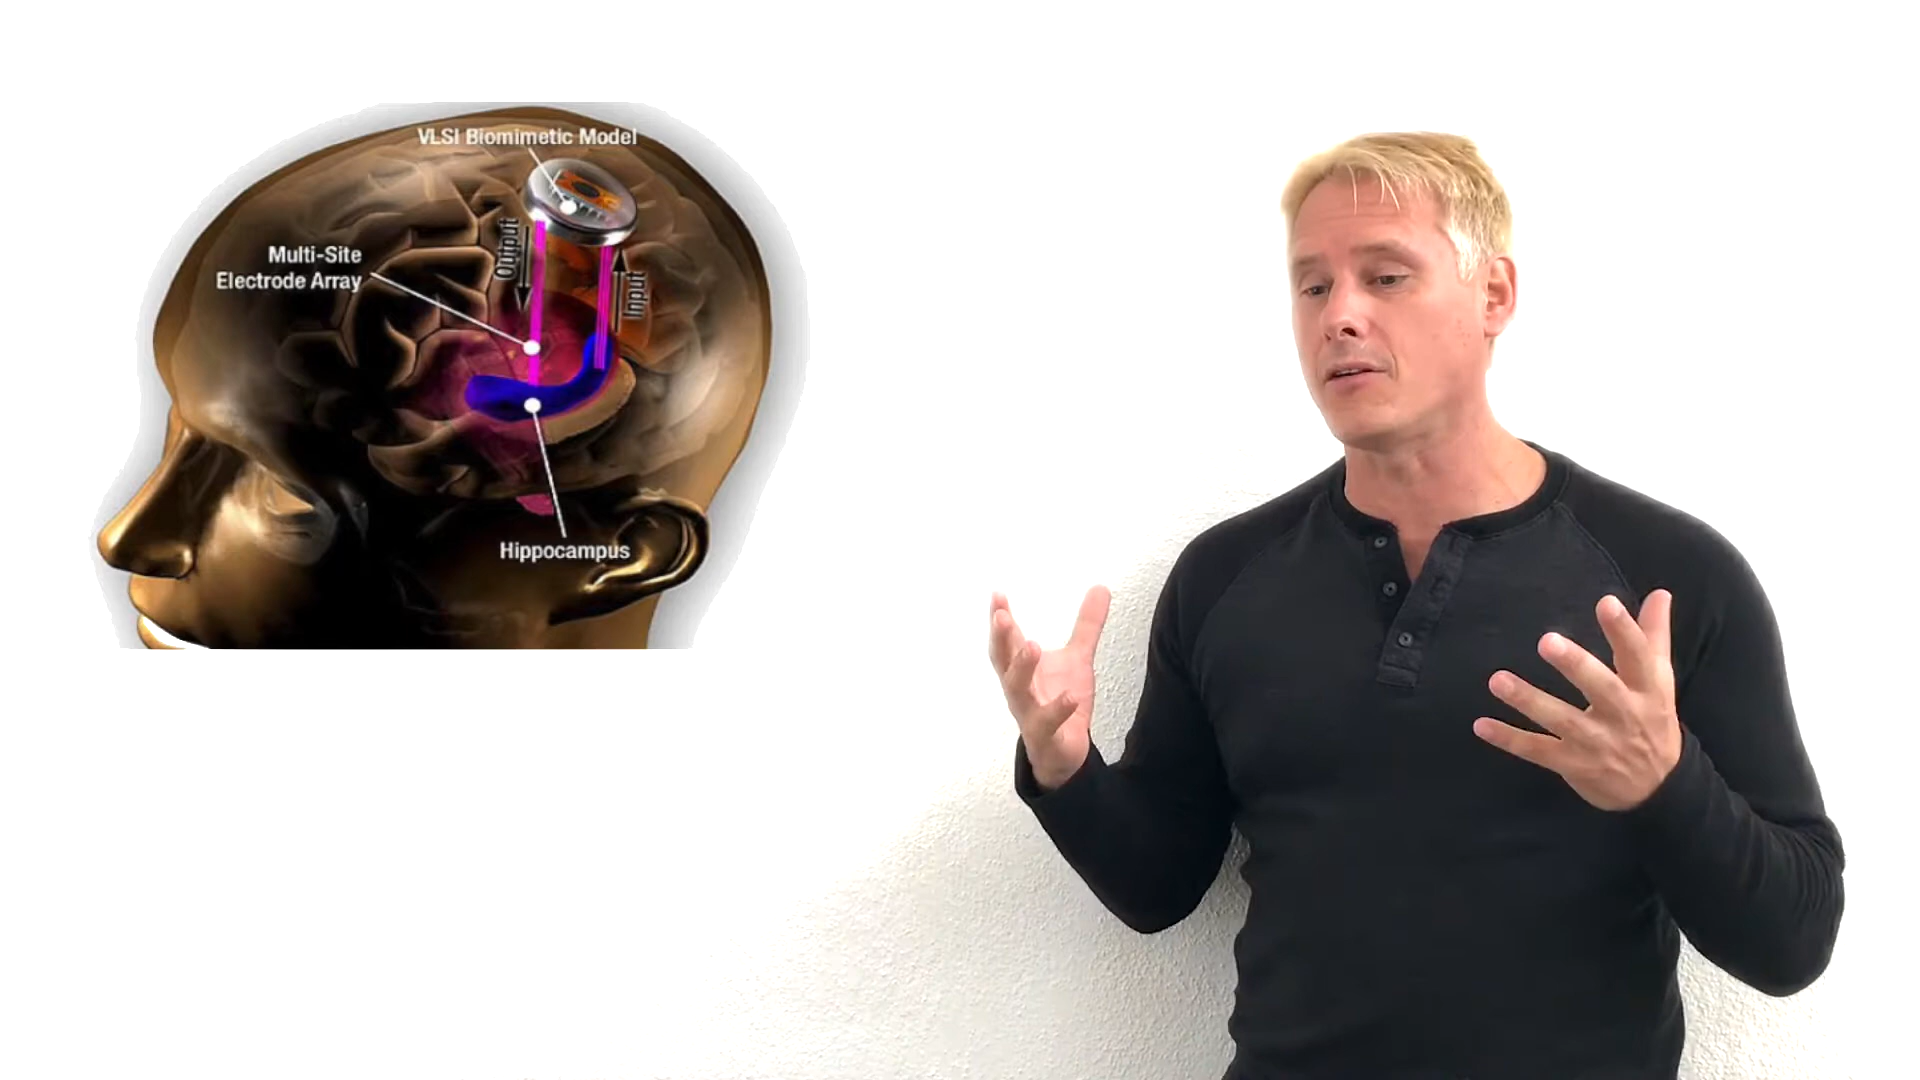 VLSI Biomimetic Model
Multi-Site
Electrode Array
Output
Input
Hippocampus